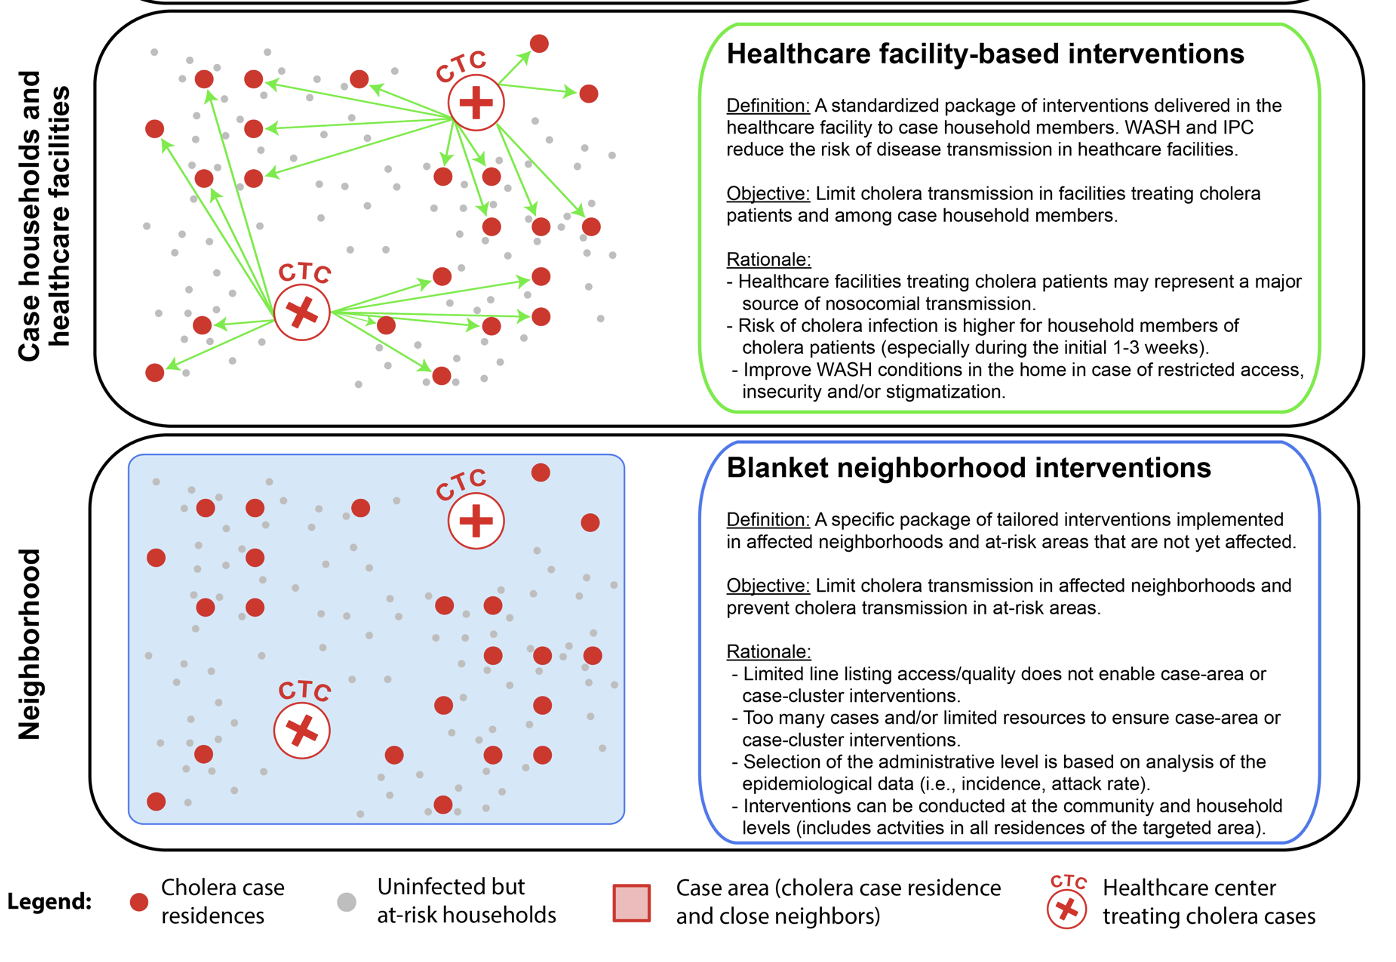 Case households and
healthcare facilities
CTC
CTC
Healthcare facility-based interventions
Definition: A standardized package of interventions delivered in the
healthcare facility to case household members. WASH and IPC
reduce the risk of disease transmission in heathcare facilities.
Objective: Limit cholera transmission in facilities treating cholera
patients and among case household members.
Rationale:
- Healthcare facilities treating cholera patients may represent a major
source of nosocomial transmission.
- Risk of cholera infection is higher for household members of
cholera patients (especially during the initial 1-3 weeks).
- Improve WASH conditions in the home in case of restricted access,
insecurity and/or stigmatization.
Neighborhood
CTC
CTC
Blanket neighborhood interventions
Definition: A specific package of tailored interventions implemented
in affected neighborhoods and at-risk areas that are not yet affected.
Objective: Limit cholera transmission in affected neighborhoods and
prevent cholera transmission in at-risk areas.
Rationale:
- Limited line listing access/quality does not enable case-area or
case-cluster interventions.
- Too many cases and/or limited resources to ensure case-area or
case-cluster interventions.
- Selection of the administrative level is based on analysis of the
epidemiological data (i.e., incidence, attack rate).
- Interventions can be conducted at the community and household
levels (includes actvities in all residences of the targeted area).
Legend:
Cholera case
residences
Uninfected but
at-risk households
Case area (cholera case residence
and close neighbors)
CTC
Healthcare center
treating cholera cases